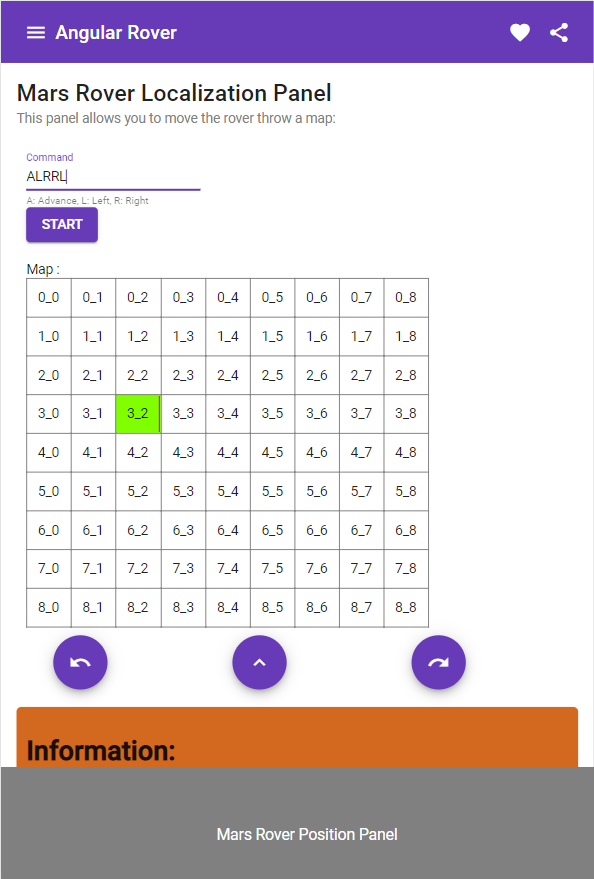 Angular Rover
Mars Rover Localization Panel
This panel allows you to move the rover throw a map:
Command
ALRRL
A: Advance, L: Left, R: Right
START
Map :
0_0 0_1 0_2 0_3 0_4 0_5 0_6 0_7 0_8
1_0 1_1 1_2 1_3 1_4 1_5 1_6 1_7 1_8
2_0 2_1 2_2 2_3 2_4 2_5 2_6 2_7 2_8
3_0 3_1 3_2 3_3 3_4 3_5 3_6 3_7 3_8
4_0 4_1 4_2 4_3 4_4 4_5 4_6 4_7 4_8
5_0 5_1 5_2 5_3 5_4 5_5 5_6 5_7 5_8
6_0 6_1 6_2 6_3 6_4 6_5 6_6 6_7 6_8
7_0 7_1 7_2 7_3 7_4 7_5 7_6 7_7 7_8
8_0 8_1 8_2 8_3 8_4 8_5 8_6 8_7 8_8
Information:
Mars Rover Position Panel